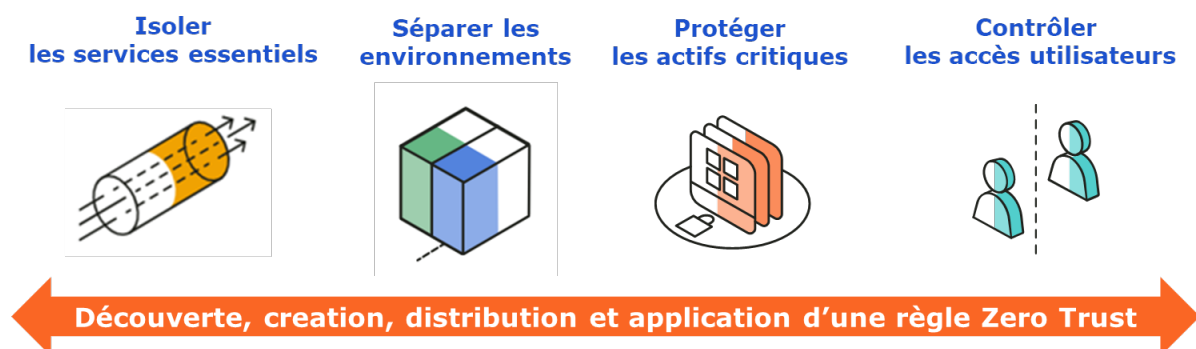 Isoler
les services essentiels
Séparer les
environnements
Protéger
les actifs critiques
Contrôler
les accès utilisateurs
Découverte, creation, distribution et application d’une règle Zero Trust